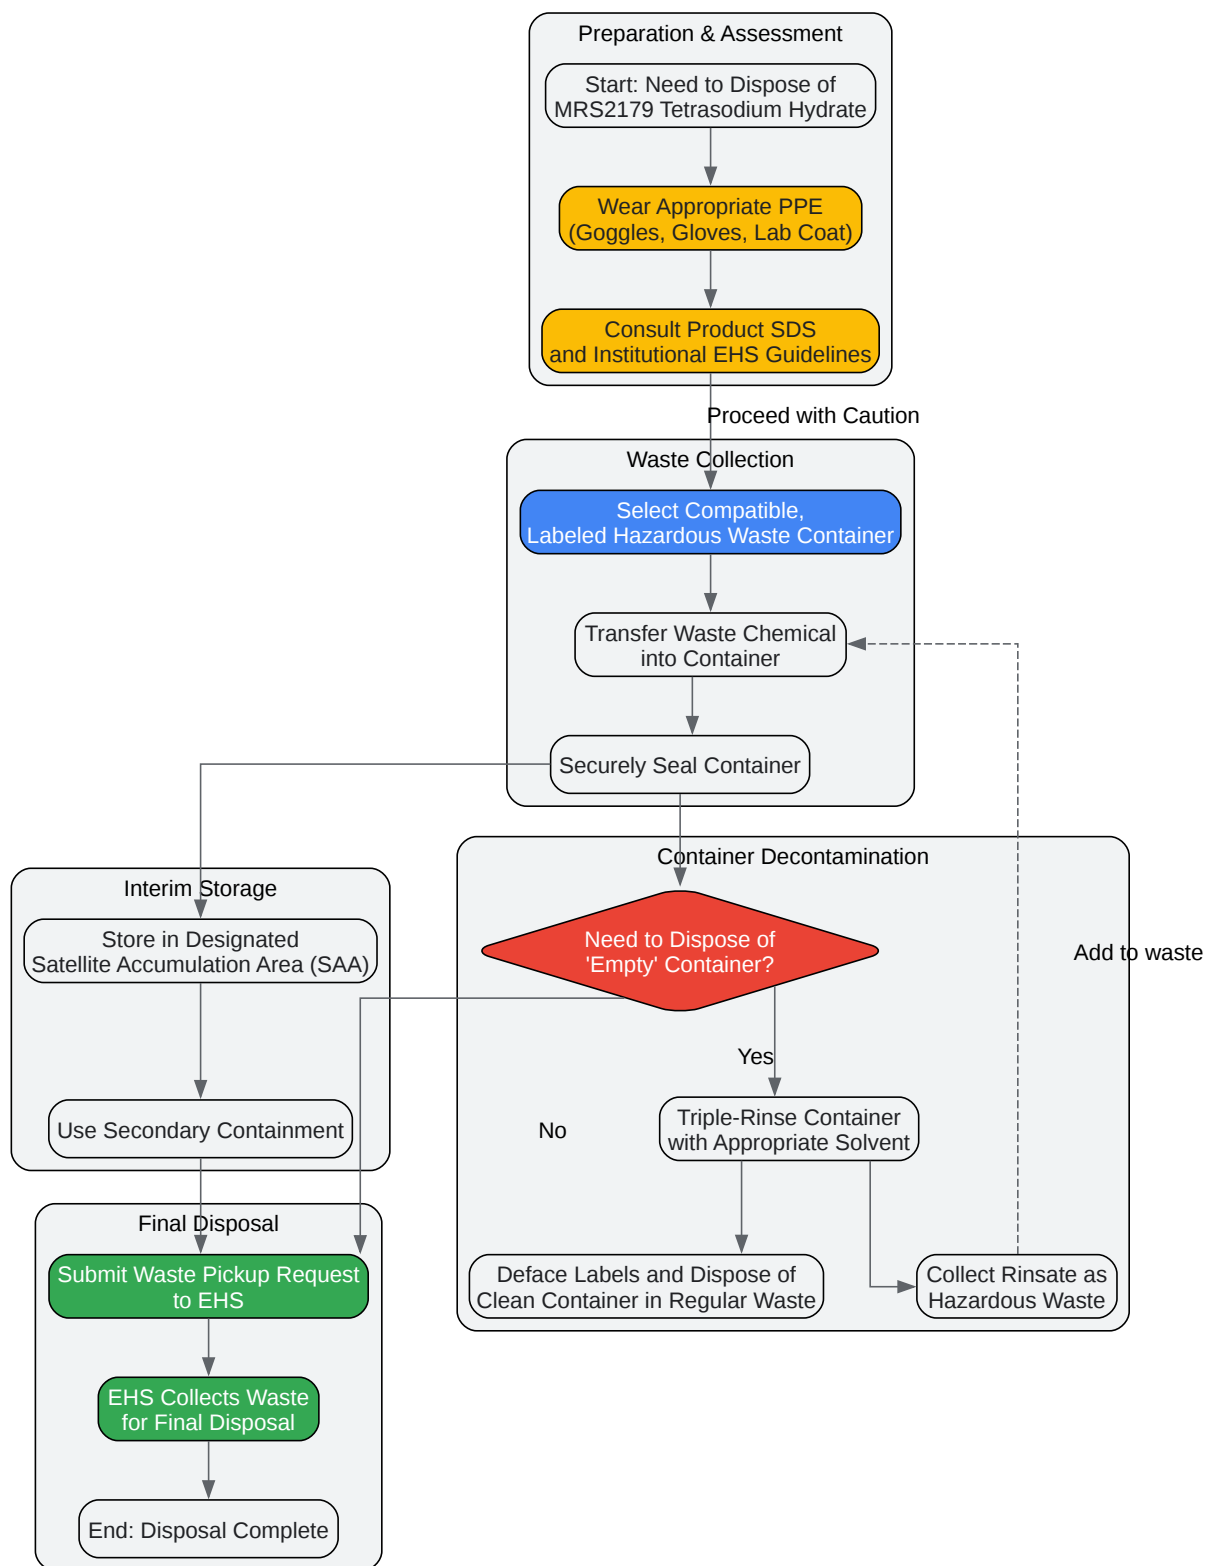 Preparation & Assessment
Start: Need to Dispose of
MRS2179 Tetrasodium Hydrate
Wear Appropriate PPE
(Goggles, Gloves, Lab Coat)
Consult Product SDS
and Institutional EHS Guidelines
Proceed with Caution
Waste Collection
Select Compatible,
Labeled Hazardous Waste Container
Transfer Waste Chemical
into Container
Securely Seal Container
Container Decontamination
Interim Storage
Need to Dispose of
'Empty' Container?
Store in Designated
Satellite Accumulation Area (SAA)
Add to waste
Yes
No
Use Secondary Containment
Triple-Rinse Container
with Appropriate Solvent
Final Disposal
Submit Waste Pickup Request
to EHS
Deface Labels and Dispose of
Clean Container in Regular Waste
Collect Rinsate as
Hazardous Waste
EHS Collects Waste
for Final Disposal
End: Disposal Complete